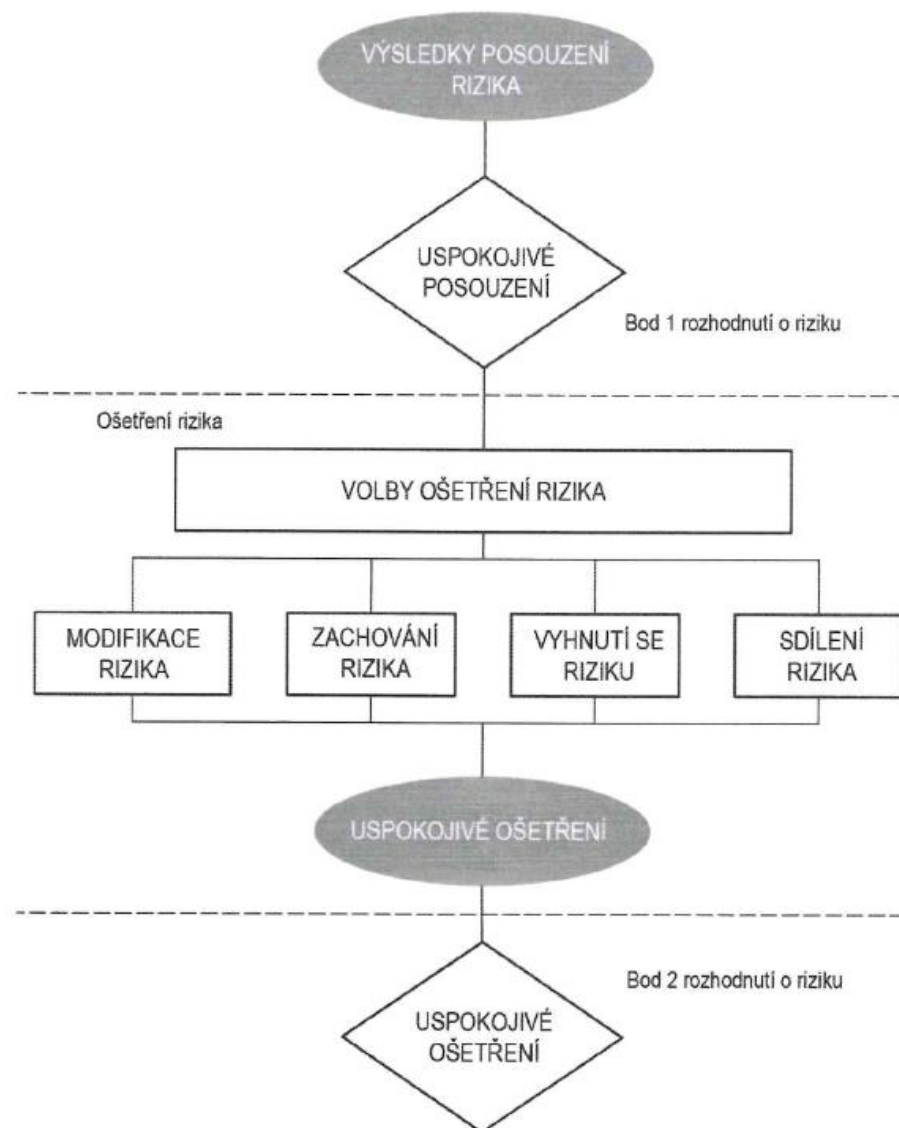 VÝSLEDKY POSOUZENÍ
RIZIKA
USPOKOJIVÉ
POSOUZENÍ
Bod 1 rozhodnutí o riziku
Ošetření rizika
VOLBY OŠETŘENÍ RIZIKA
MODIFIKACE
RIZIKA
ZACHOVÁNÍ
RIZIKA
VYHNUTÍ SE
RIZIKU
SDÍLENÍ
RIZIKA
USPOKOJIVÉ OŠETŘENÍ
Bod 2 rozhodnutí o riziku
USPOKOJIVÉ
OŠETŘENÍ